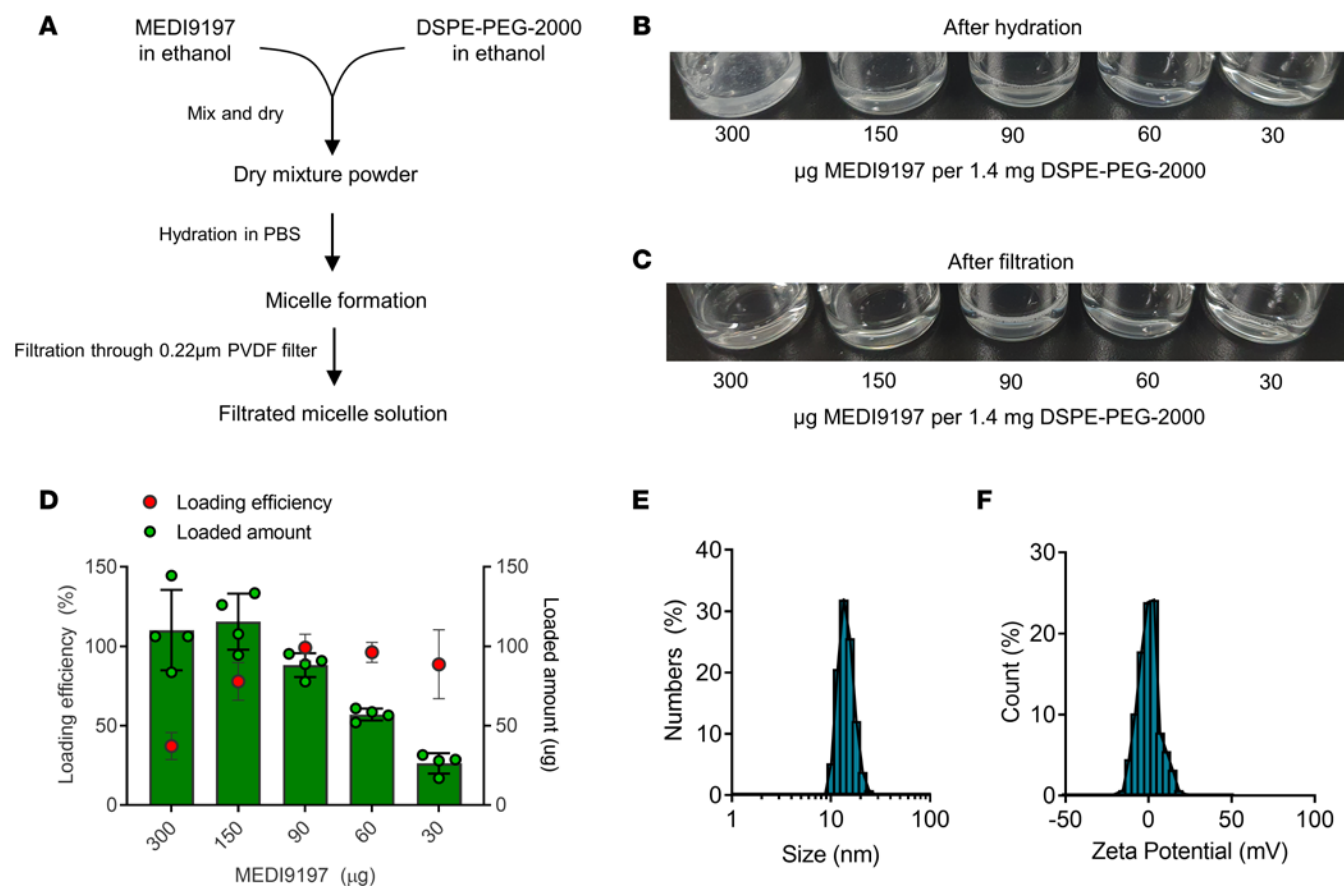 A
MEDI9197
in ethanol
DSPE-PEG-2000
in ethanol
Mix and dry
Dry mixture powder
Hydration in PBS
Micelle formation
Filtration through 0.22µm PVDF filter
Filtrated micelle solution
B
After hydration
300 150 90 60 30
µg MEDI9197 per 1.4 mg DSPE-PEG-2000
C
After filtration
300 150 90 60 30
µg MEDI9197 per 1.4 mg DSPE-PEG-2000
D
Loading efficiency
Loaded amount
Loading efficiency (%)
150
100
50
0
Loaded amount (ug)
150
100
50
0
300 150 90 60 30
MEDI9197 (µg)
E
Numbers (%)
40
30
20
10
0
1 10 100
Size (nm)
F
Count (%)
30
20
10
0
-50 0 50 100
Zeta Potential (mV)